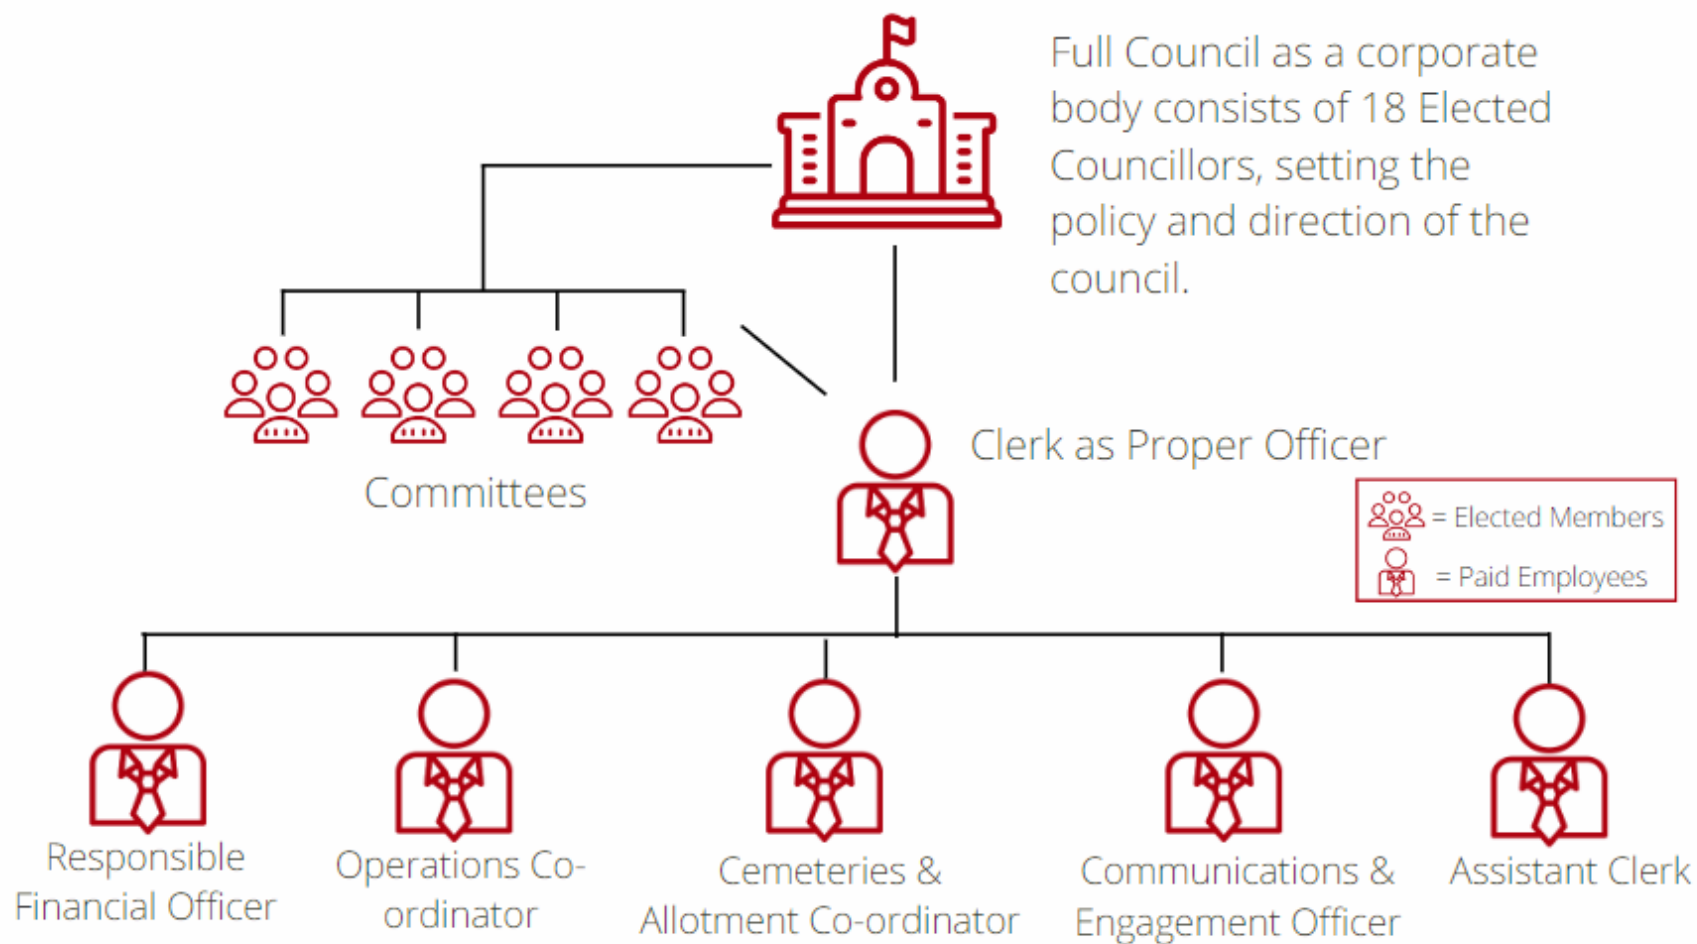 Full Council as a corporate
body consists of 18 Elected
Councillors, setting the
policy and direction of the
council.
Committees
Clerk as Proper Officer
= Elected Members
= Paid Employees
Responsible
Financial Officer
Operations Co-
ordinator
Cemeteries &
Allotment Co-ordinator
Communications &
Engagement Officer
Assistant Clerk